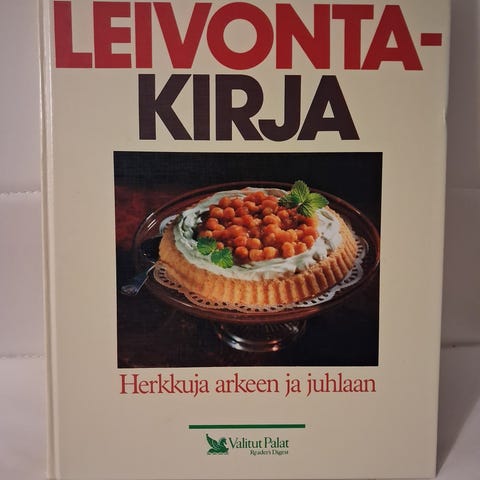 LEIVONTA-
KIRJA
Herkkuja arkeen ja juhlaan
Valitut Palat
Reader's Digest